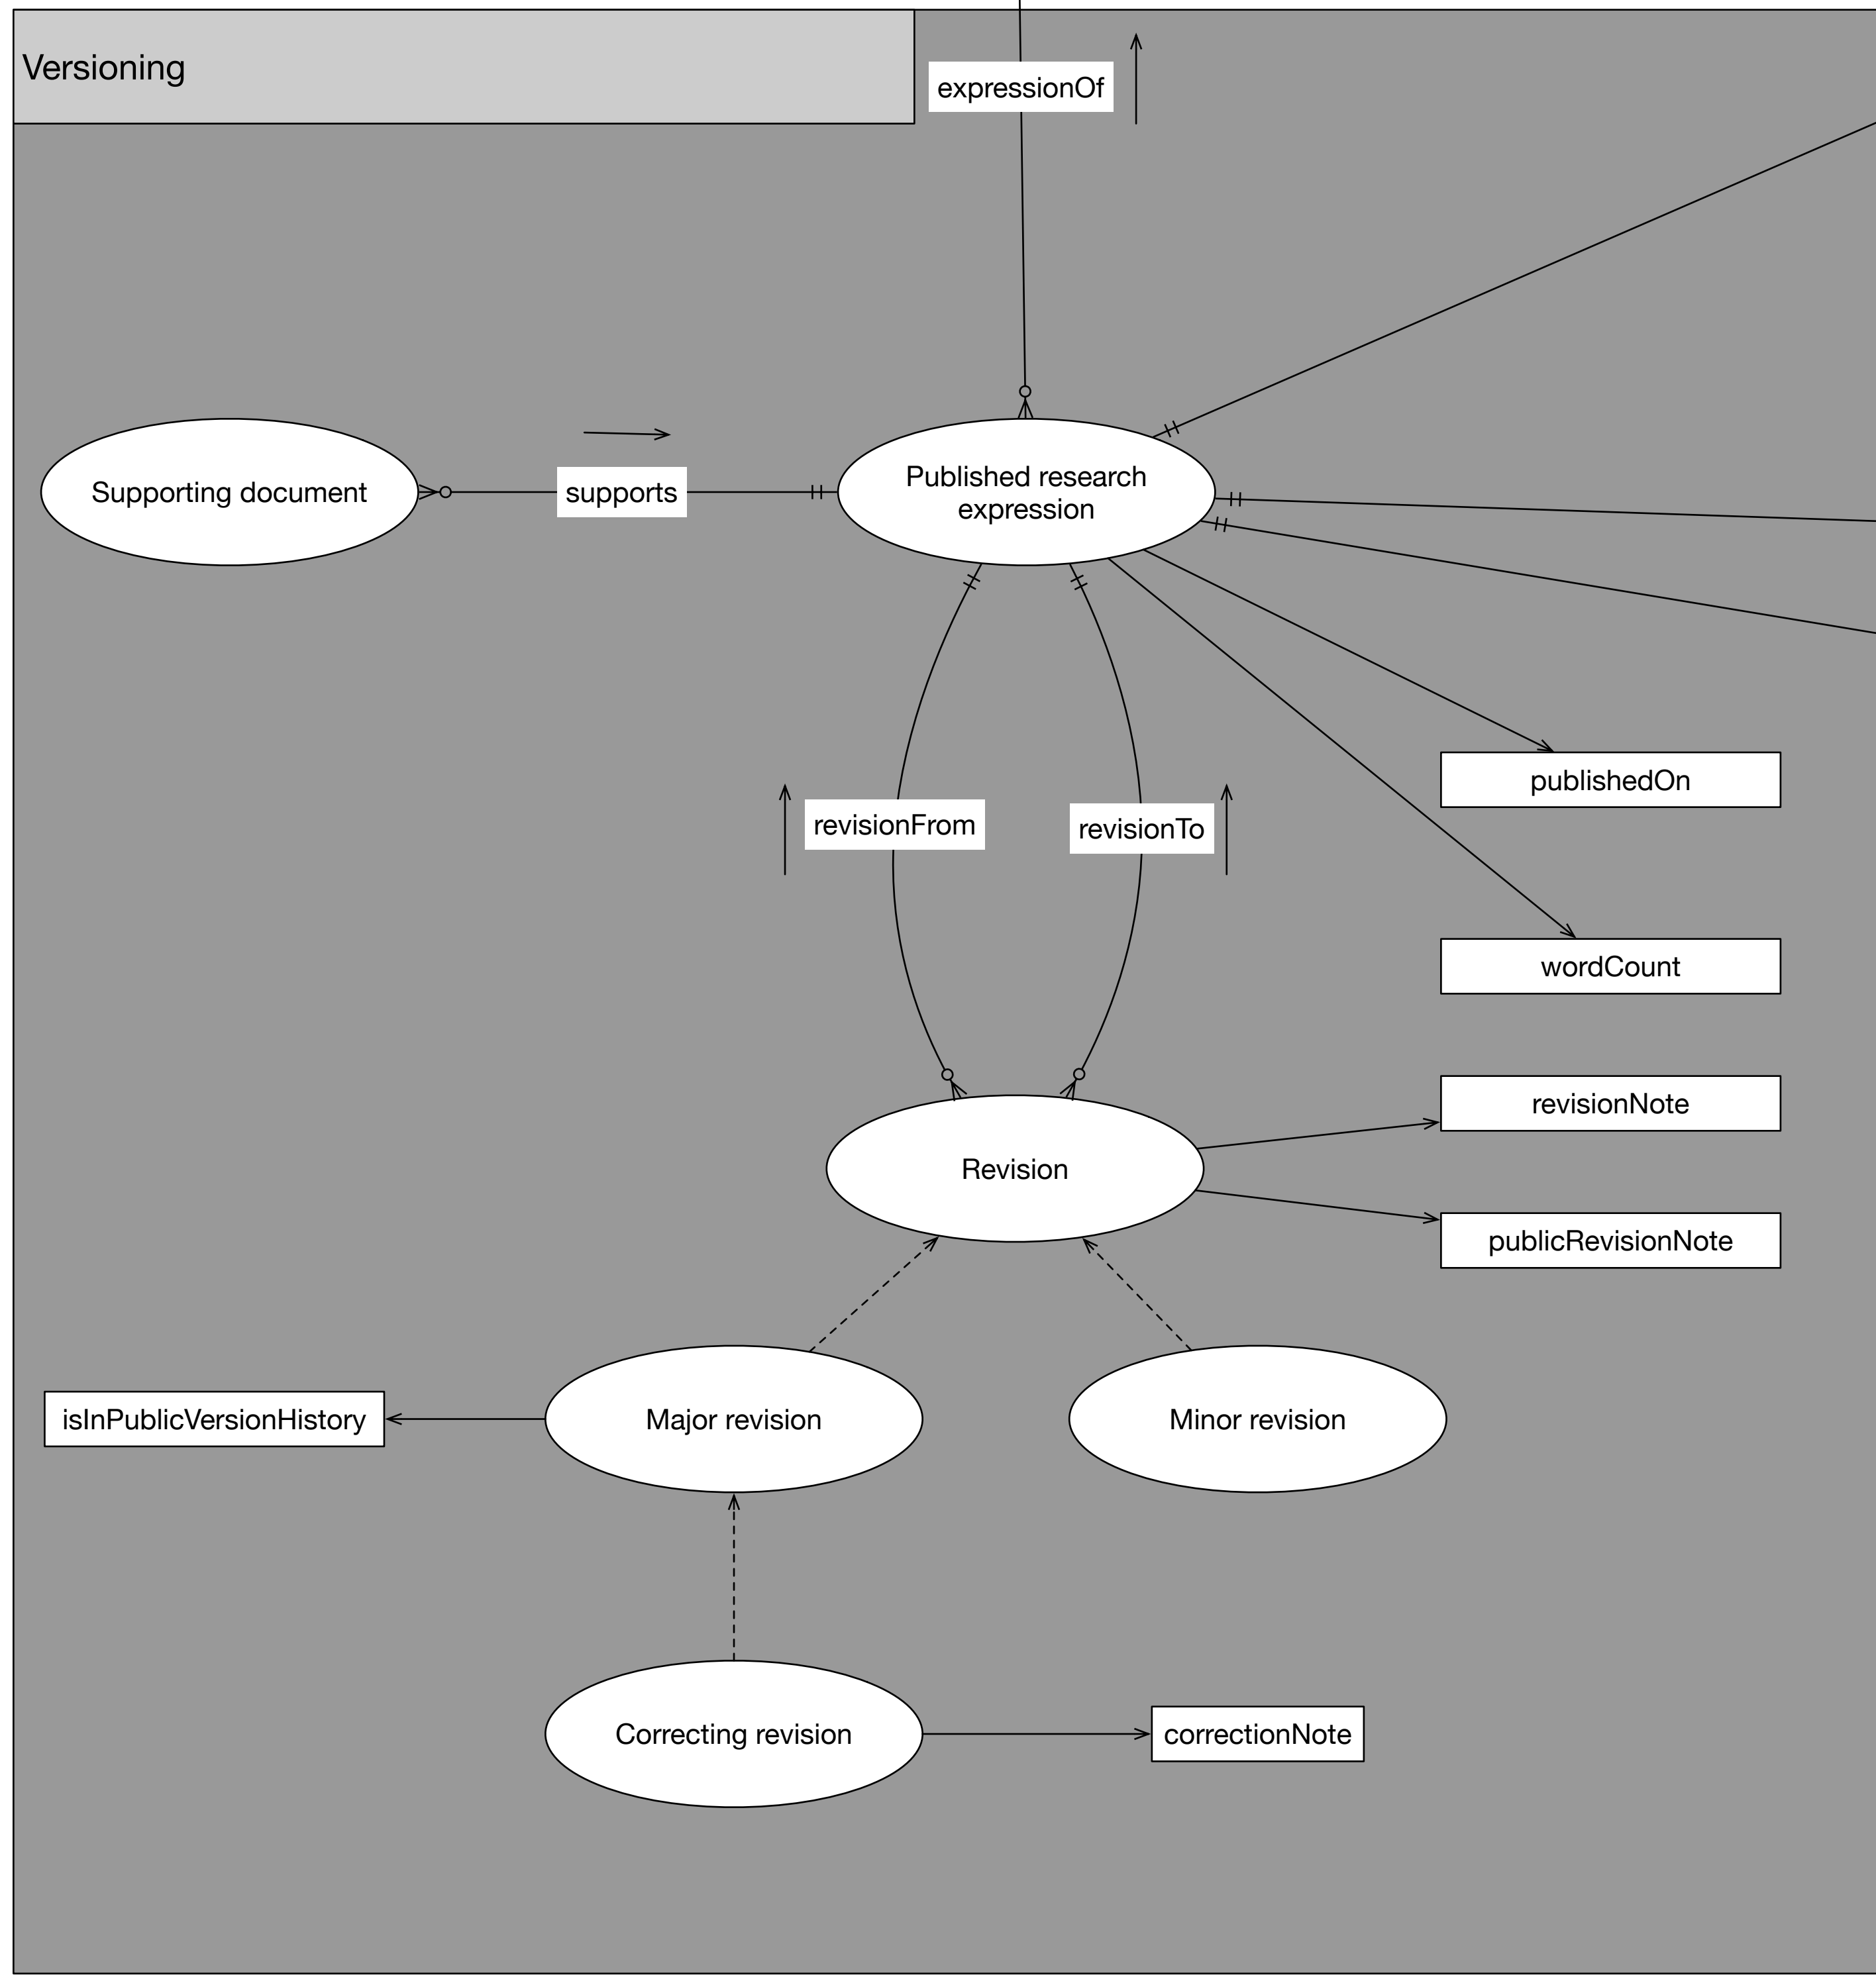 Versioning
expressionOf
Supporting document
supports
Published research
expression
publishedOn
revisionFrom
revisionTo
wordCount
revisionNote
Revision
publicRevisionNote
isInPublicVersionHistory
Major revision
Minor revision
Correcting revision
correctionNote